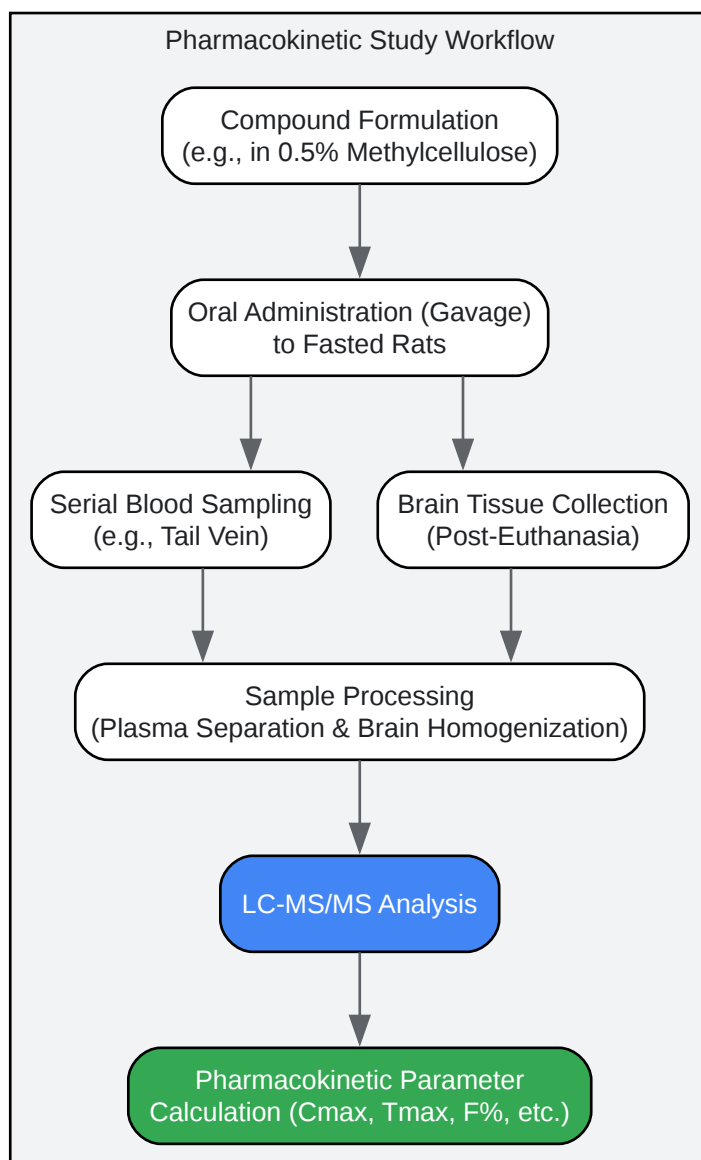 Pharmacokinetic Study Workflow
Compound Formulation
(e.g., in 0.5% Methylcellulose)
Oral Administration (Gavage)
to Fasted Rats
Serial Blood Sampling
(e.g., Tail Vein)
Brain Tissue Collection
(Post-Euthanasia)
Sample Processing
(Plasma Separation & Brain Homogenization)
LC-MS/MS Analysis
Pharmacokinetic Parameter
Calculation (Cmax, Tmax, F%, etc.)